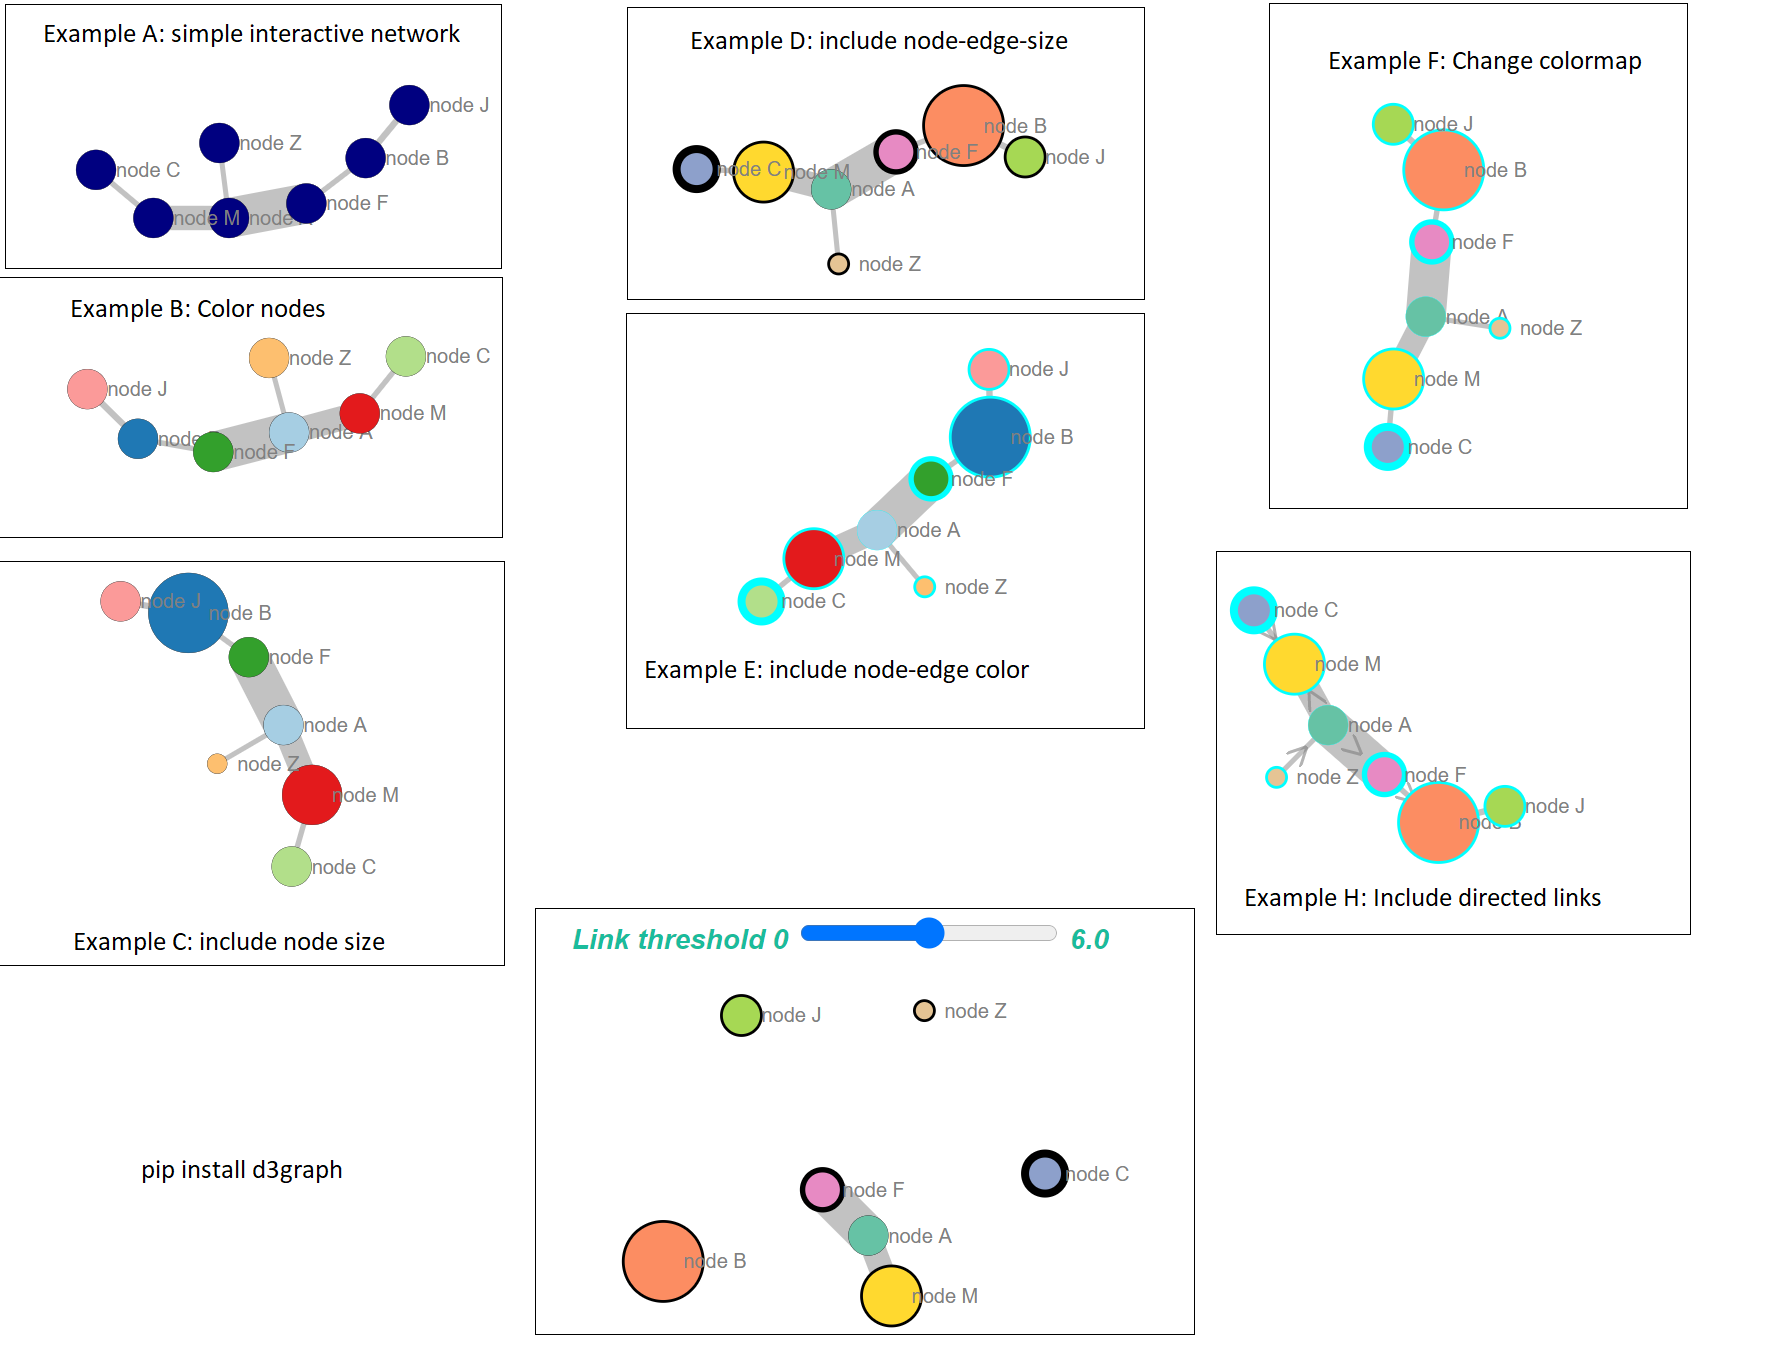 Example A: simple interactive network
node J
node Z
node B
node C
node F
node M
node
Example B: Color nodes
node Z
node C
node J
node M
node A
node
node F
node J
node B
node F
node A
node Z
node M
node C
Example C: include node size
pip install d3graph
Example D: include node-edge-size
node B
node F
node J
node C
node M
node A
node Z
node J
node B
node F
node A
node M
node Z
node C
Example E: include node-edge color
Link threshold 0 6.0
node J
node Z
node C
node F
node A
node B
node M
Example F: Change colormap
node J
node B
node F
node A
node Z
node M
node C
node C
node M
node A
node Z
node F
node J
node B
Example H: Include directed links